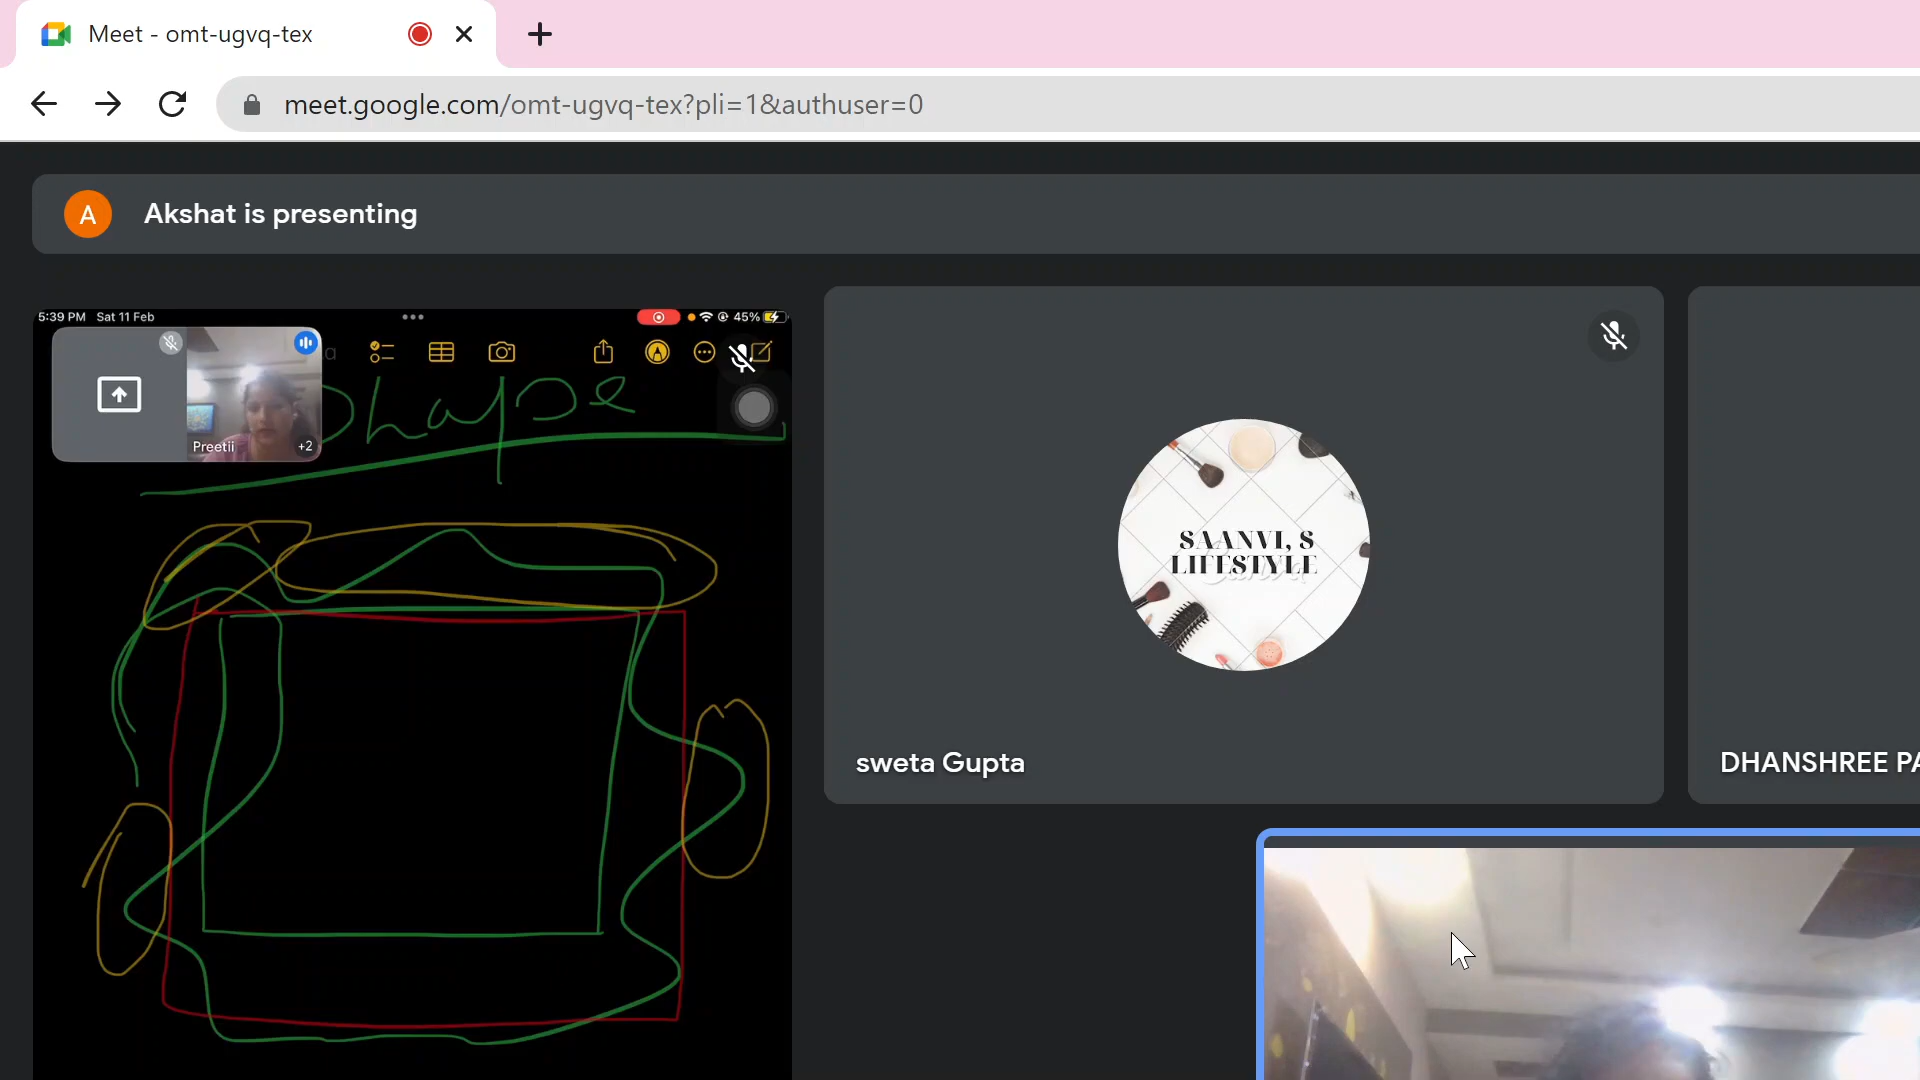 Meet - omt-ugvq-tex
meet.google.com/omt-ugvq-tex?pli=1&authuser=0
A
Akshat is presenting
5:39 PM Sat 11 Feb
45%
Preetii
+2
Shape
SAANVI, S
LIFESTYLE
sweta Gupta
DHANSHREE PA